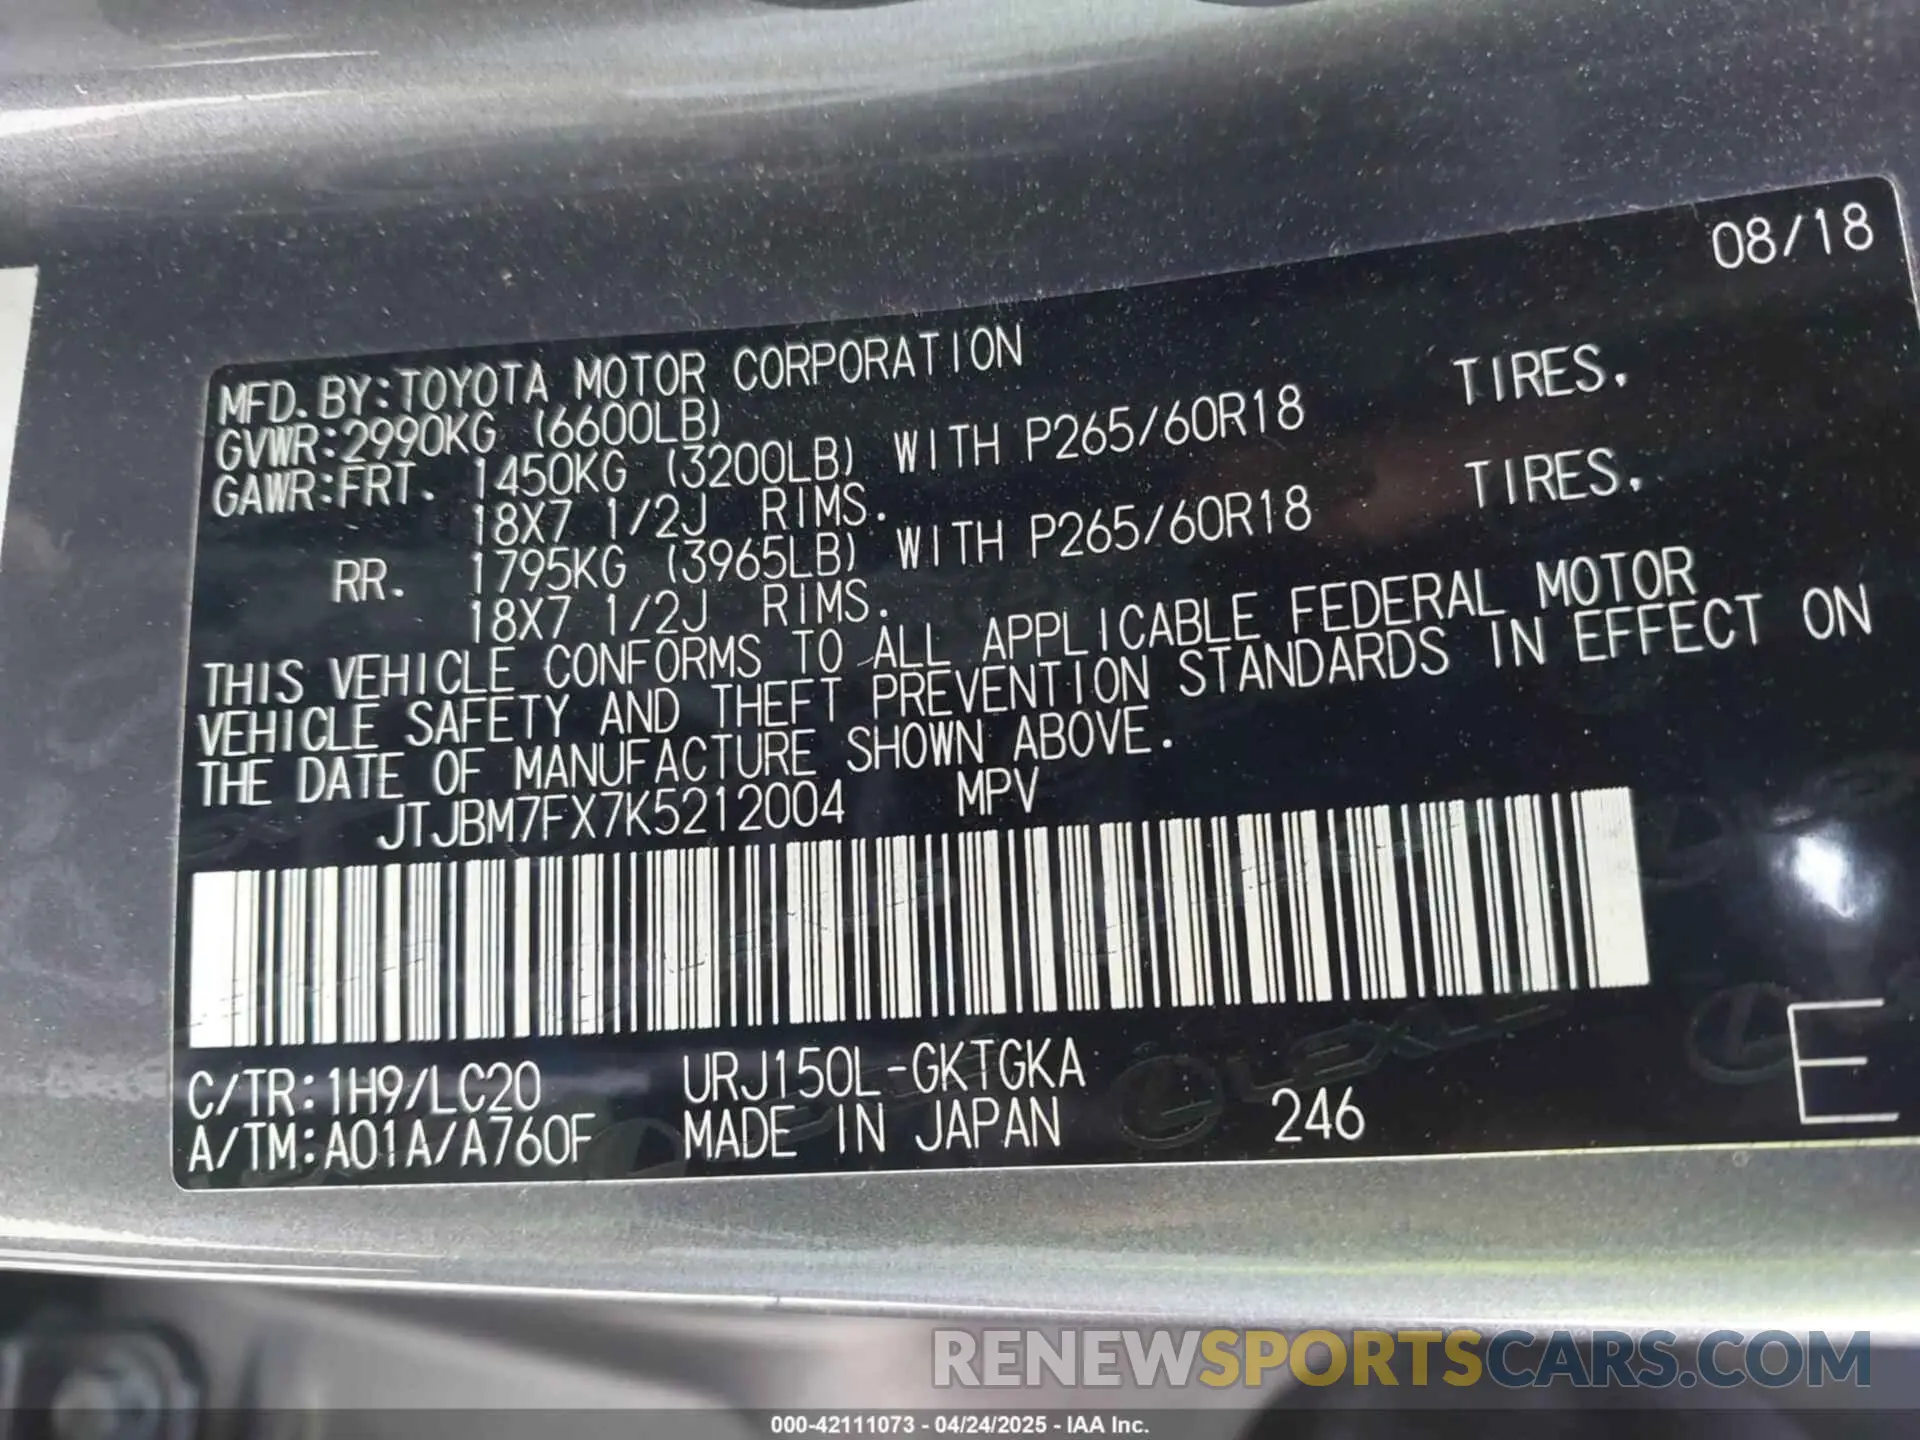 08/18
MFD. BY: TOYOTA MOTOR CORPORATION
GVWR: 2990KG (6600LB)
GAWR: FRT. 1450KG (3200LB) WITH P265/60R18 TIRES,
18X7 1/2J RIMS.
RR. 1795KG (3965LB) WITH P265/60R18 TIRES,
18X7 1/2J RIMS.
THIS VEHICLE CONFORMS TO ALL APPLICABLE FEDERAL MOTOR
VEHICLE SAFETY AND THEFT PREVENTION STANDARDS IN EFFECT ON
THE DATE OF MANUFACTURE SHOWN ABOVE.
JTJBM7FX7K5212004 MPV
C/TR: 1H9/LC20 URJ150L-GKTGKA
A/TM: A01A/A760F MADE IN JAPAN 246 E
LEXUS
RENEWSPORTSCARS.COM
000-42111073 - 04/24/2025 - IAA Inc.